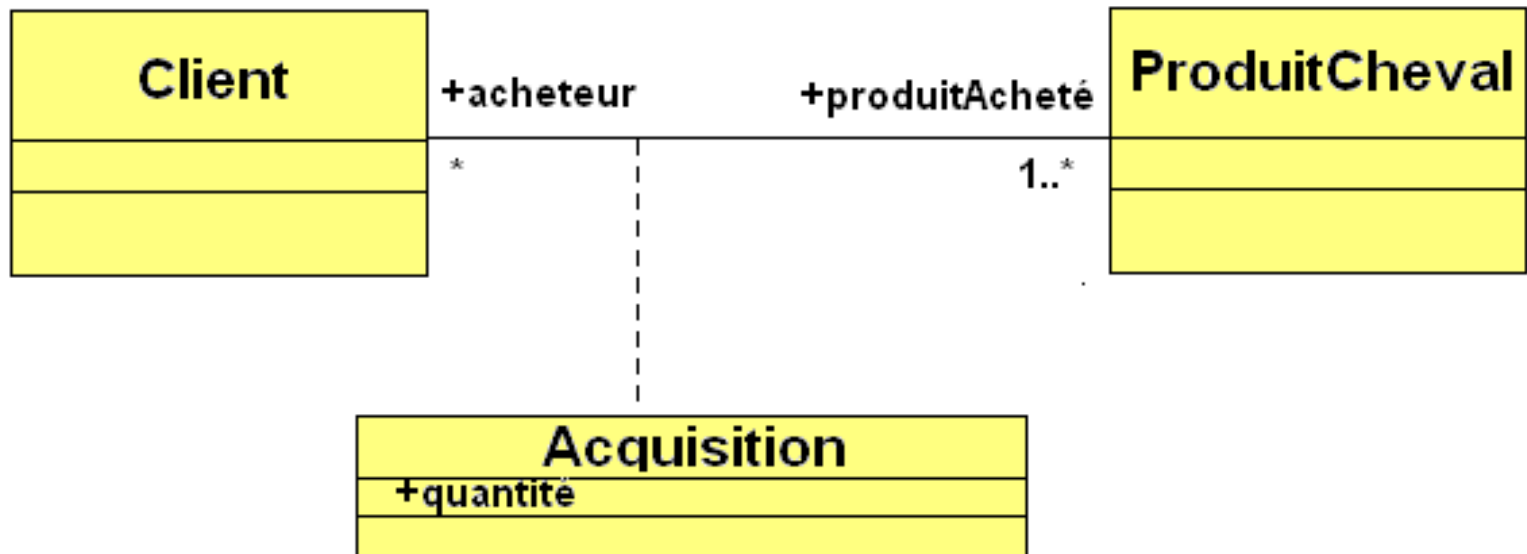 Client
ProduitCheval
+acheteur
+produitAcheté
*
1..*
Acquisition
+quantité